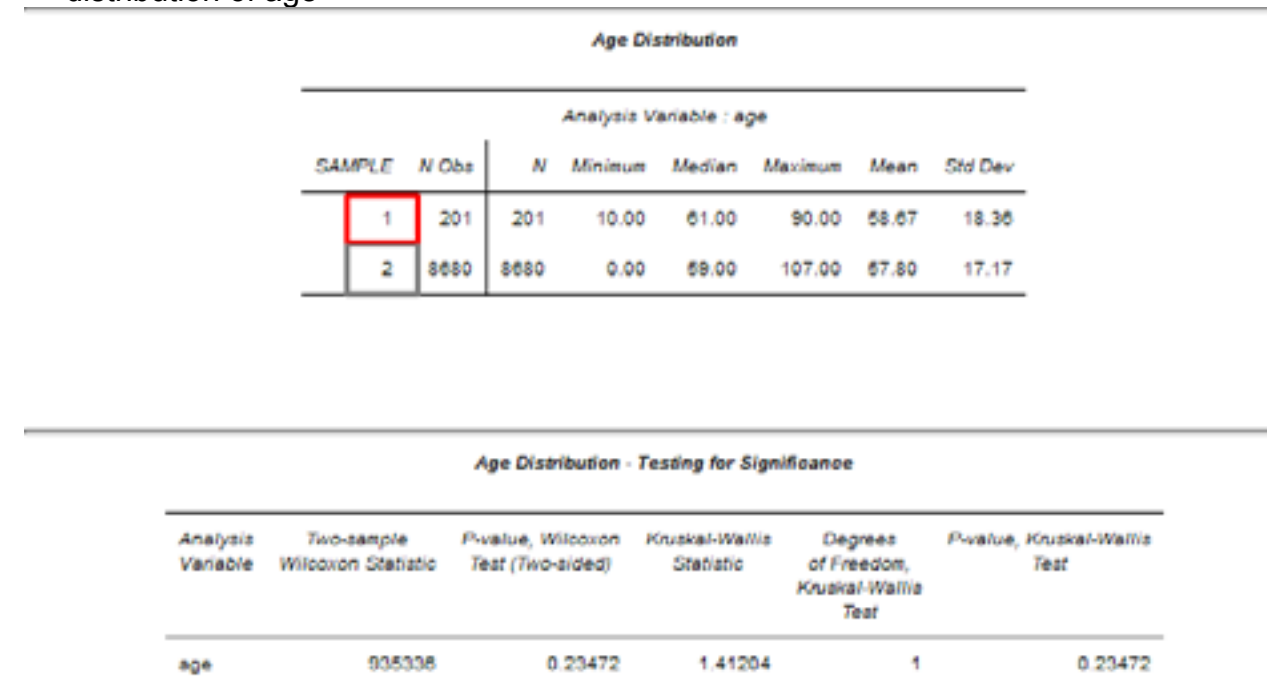 distribution of age
Age Distribution
Analysis Variable : age
SAMPLE N Obs N Minimum Median Maximum Mean Std Dev
1 201 201 10.00 61.00 90.00 58.67 18.36
2 8680 8680 0.00 59.00 107.00 57.80 17.17
Age Distribution - Testing for Significance
Analysis Two-sample P-value, Wilcoxon Kruskal-Wallis Degrees P-value, Kruskal-Wallis
Variable Wilcoxon Statistic Test (Two-sided) Statistic of Freedom, Test
Kruskal-Wallis
Test
age 0.23472 1.41204 1 0.23472